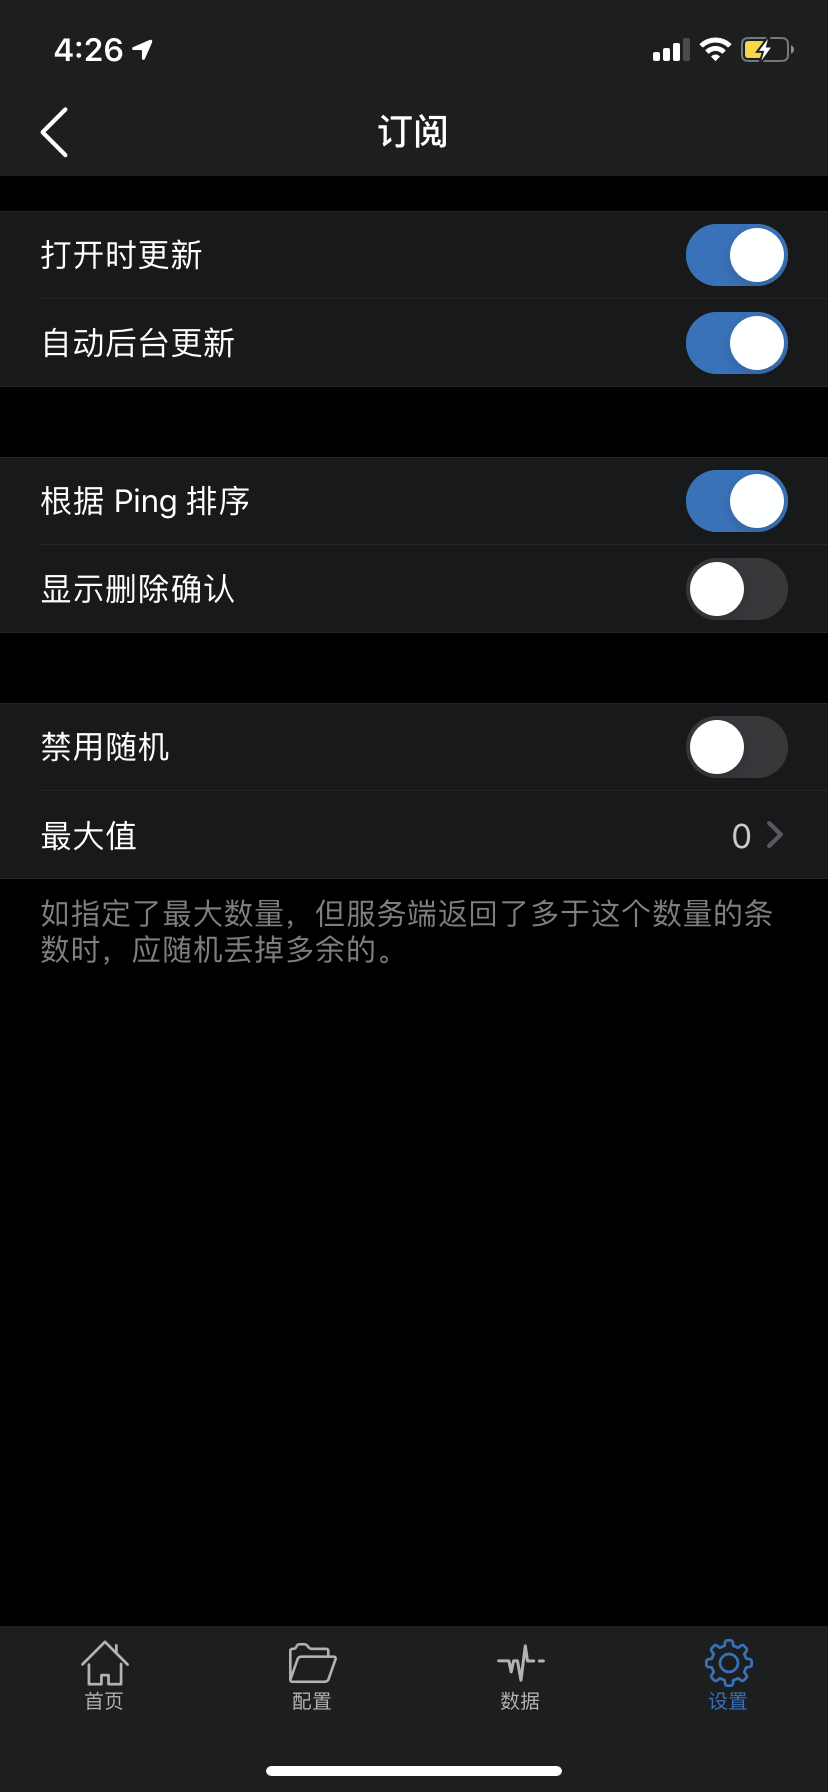 4:26
订阅
打开时更新
自动后台更新
根据 Ping 排序
显示删除确认
禁用随机
最大值 0
如指定了最大数量，但服务端返回了多于这个数量的条
数时，应随机丢掉多余的。
首页 配置 数据 设置